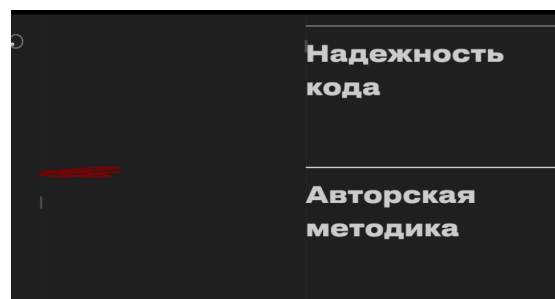 Надежность
кода
Авторская
методика